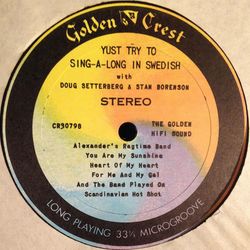 Golden Crest
YUST TRY TO
SING-A-LONG IN SWEDISH
with
DOUG SETTERBERG & STAN BORENSON
STEREO
CR30798
THE GOLDEN
HIFI SOUND
Alexander's Ragtime Band
You Are My Sunshine
Heart Of My Heart
For Me And My Gal
And The Band Played On
Scandinavian Hot Shot
LONG PLAYING 33⅓ MICROGROOVE